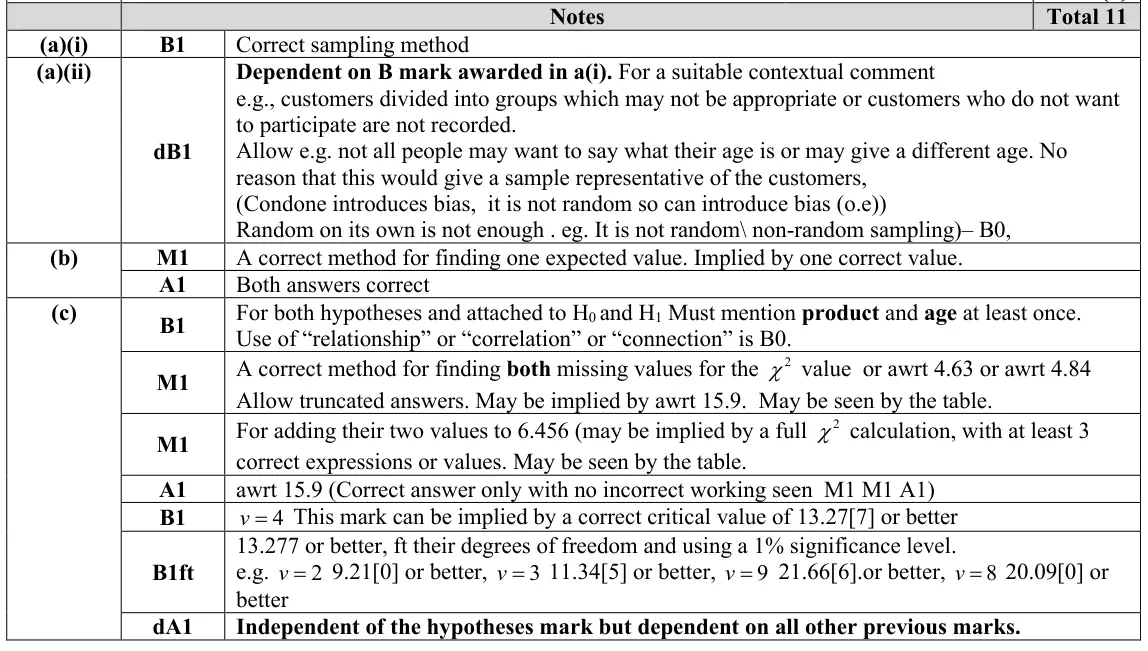 Notes Total 11
(a)(i) B1 Correct sampling method
(a)(ii) dB1 Dependent on B mark awarded in a(i). For a suitable contextual comment
e.g., customers divided into groups which may not be appropriate or customers who do not want
to participate are not recorded.
Allow e.g. not all people may want to say what their age is or may give a different age. No
reason that this would give a sample representative of the customers,
(Condone introduces bias, it is not random so can introduce bias (o.e))
Random on its own is not enough . eg. It is not random\ non-random sampling)– B0,
(b) M1 A correct method for finding one expected value. Implied by one correct value.
A1 Both answers correct
(c) B1 For both hypotheses and attached to H₀ and H₁ Must mention product and age at least once.
Use of “relationship” or “correlation” or “connection” is B0.
M1 A correct method for finding both missing values for the χ² value or awrt 4.63 or awrt 4.84
Allow truncated answers. May be implied by awrt 15.9. May be seen by the table.
M1 For adding their two values to 6.456 (may be implied by a full χ² calculation, with at least 3
correct expressions or values. May be seen by the table.
A1 awrt 15.9 (Correct answer only with no incorrect working seen M1 M1 A1)
B1 v = 4 This mark can be implied by a correct critical value of 13.27[7] or better
B1ft 13.277 or better, ft their degrees of freedom and using a 1% significance level.
e.g. v = 2 9.21[0] or better, v = 3 11.34[5] or better, v = 9 21.66[6].or better, v = 8 20.09[0] or
better
dA1 Independent of the hypotheses mark but dependent on all other previous marks.